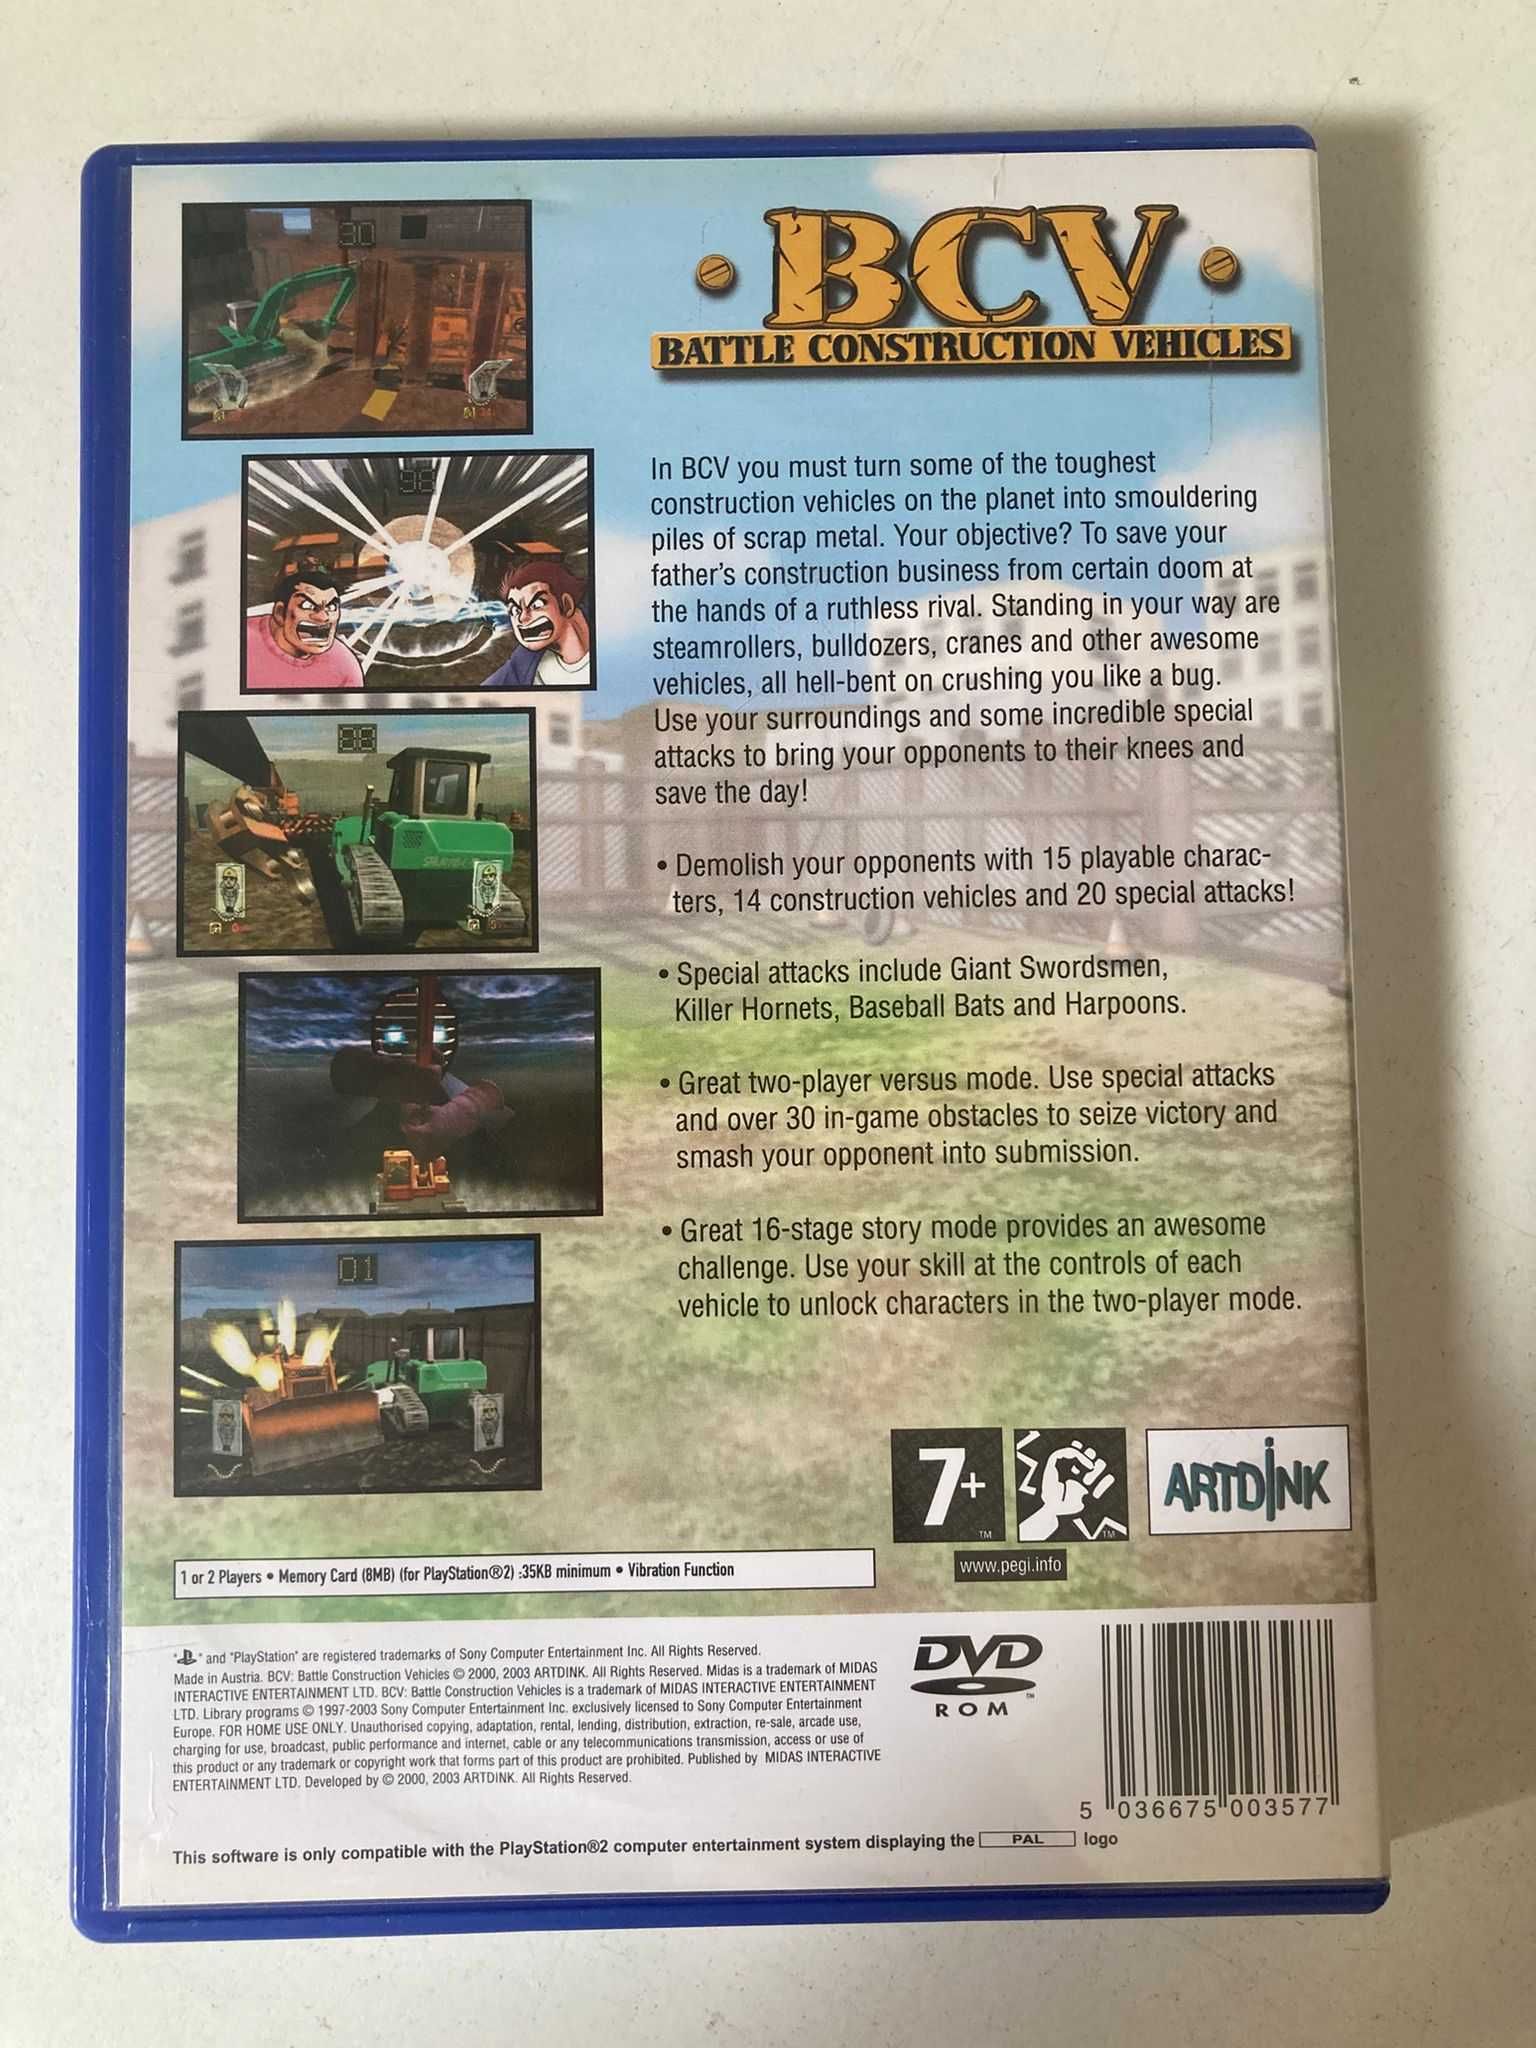 BCV
BATTLE CONSTRUCTION VEHICLES
In BCV you must turn some of the toughest
construction vehicles on the planet into smouldering
piles of scrap metal. Your objective? To save your
father's construction business from certain doom at
the hands of a ruthless rival. Standing in your way are
steamrollers, bulldozers, cranes and other awesome
vehicles, all hell-bent on crushing you like a bug.
Use your surroundings and some incredible special
attacks to bring your opponents to their knees and
save the day!
• Demolish your opponents with 15 playable charac-
ters, 14 construction vehicles and 20 special attacks!
• Special attacks include Giant Swordsmen,
Killer Hornets, Baseball Bats and Harpoons.
• Great two-player versus mode. Use special attacks
and over 30 in-game obstacles to seize victory and
smash your opponent into submission.
• Great 16-stage story mode provides an awesome
challenge. Use your skill at the controls of each
vehicle to unlock characters in the two-player mode.
30
98
88
01
7+
TM
TM
ARTDINK
www.pegi.info
1 or 2 Players • Memory Card (8MB) (for PlayStation®2) :35KB minimum • Vibration Function
" " and "PlayStation" are registered trademarks of Sony Computer Entertainment Inc. All Rights Reserved.
Made in Austria. BCV: Battle Construction Vehicles © 2000, 2003 ARTDINK. All Rights Reserved. Midas is a trademark of MIDAS
INTERACTIVE ENTERTAINMENT LTD. BCV: Battle Construction Vehicles is a trademark of MIDAS INTERACTIVE ENTERTAINMENT
LTD. Library programs © 1997-2003 Sony Computer Entertainment Inc. exclusively licensed to Sony Computer Entertainment
Europe. FOR HOME USE ONLY. Unauthorised copying, adaptation, rental, lending, distribution, extraction, re-sale, arcade use,
charging for use, broadcast, public performance and internet, cable or any telecommunications transmission, access or use of
this product or any trademark or copyright work that forms part of this product are prohibited. Published by MIDAS INTERACTIVE
ENTERTAINMENT LTD. Developed by © 2000, 2003 ARTDINK. All Rights Reserved.
DVD
TM
ROM
5 036675 003577
This software is only compatible with the PlayStation®2 computer entertainment system displaying the PAL logo